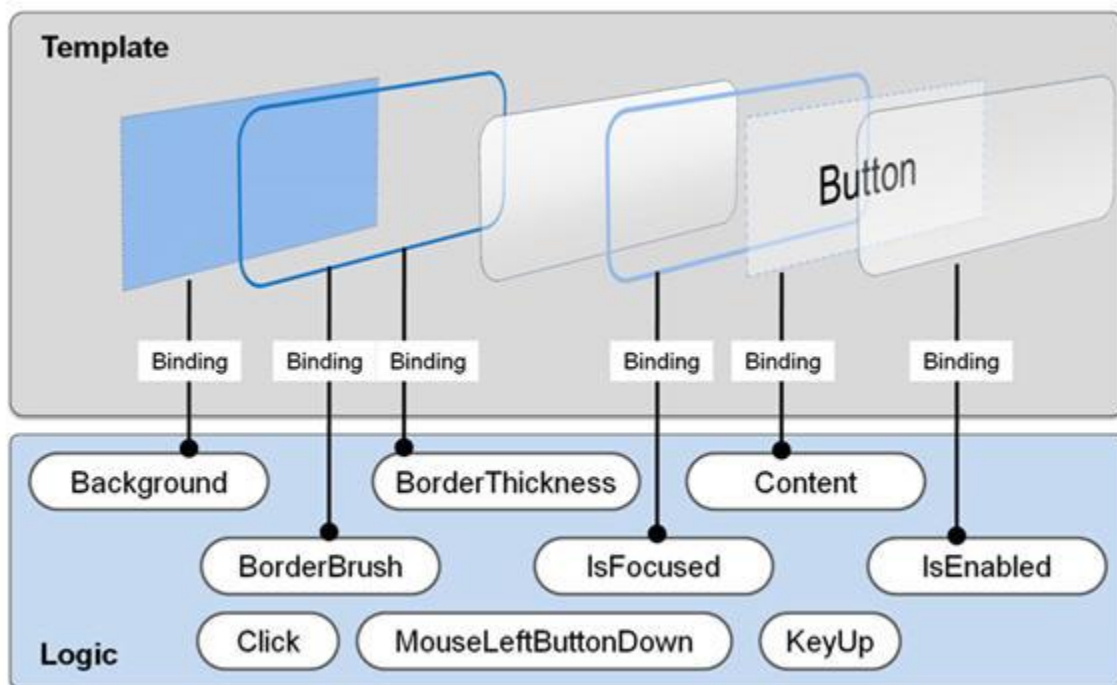 Template
Button
Binding Binding Binding Binding Binding Binding
Background BorderThickness Content
BorderBrush IsFocused IsEnabled
Click MouseLeftButtonDown KeyUp
Logic